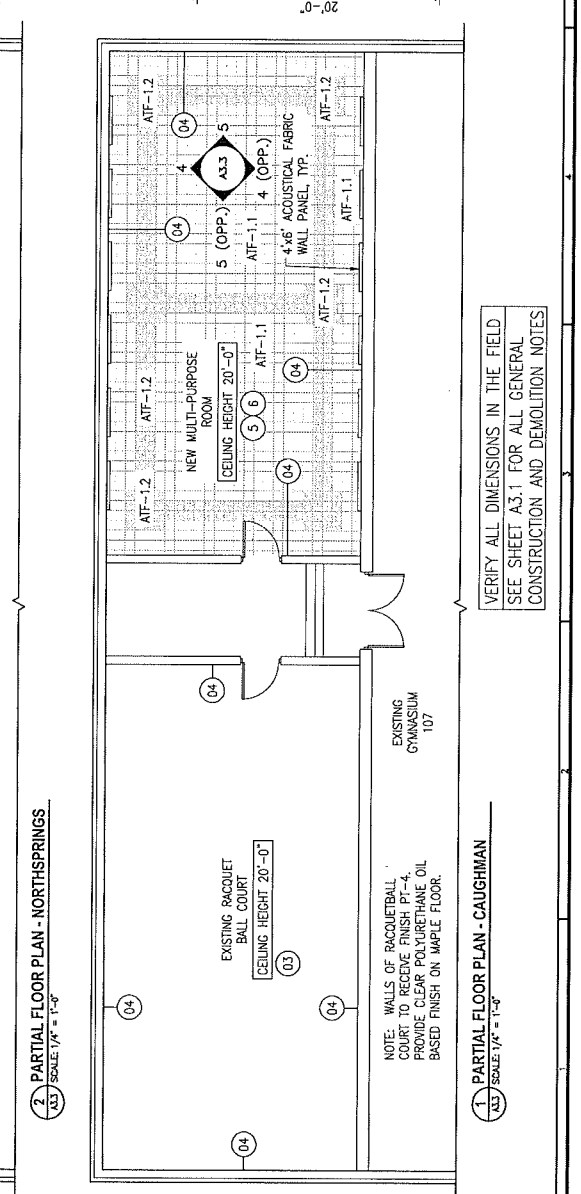 20'-0"
2 PARTIAL FLOOR PLAN - NORTHSPRINGS
A3.3 SCALE: 1/4" = 1'-0"
04
04
04
EXISTING RACQUET
BALL COURT
CEILING HEIGHT 20'-0"
03
04
NOTE: WALLS OF RACQUETBALL
COURT TO RECEIVE FINISH PT-4.
PROVIDE CLEAR POLYURETHANE OIL
BASED FINISH ON MAPLE FLOOR.
EXISTING
GYMNASIUM
107
ATF-1.2
ATF-1.2
NEW MULTI-PURPOSE
ROOM
CEILING HEIGHT 20'-0"
5 6
ATF-1.1
04
04
04
04
ATF-1.2
4
5
A3.3
5 (OPP.)
4 (OPP.)
ATF-1.1
4'x6' ACOUSTICAL FABRIC
WALL PANEL, TYP.
ATF-1.2
ATF-1.1
ATF-1.2
1 PARTIAL FLOOR PLAN - CAUGHMAN
A3.3 SCALE: 1/4" = 1'-0"
VERIFY ALL DIMENSIONS IN THE FIELD
SEE SHEET A3.1 FOR ALL GENERAL
CONSTRUCTION AND DEMOLITION NOTES
2
3
4